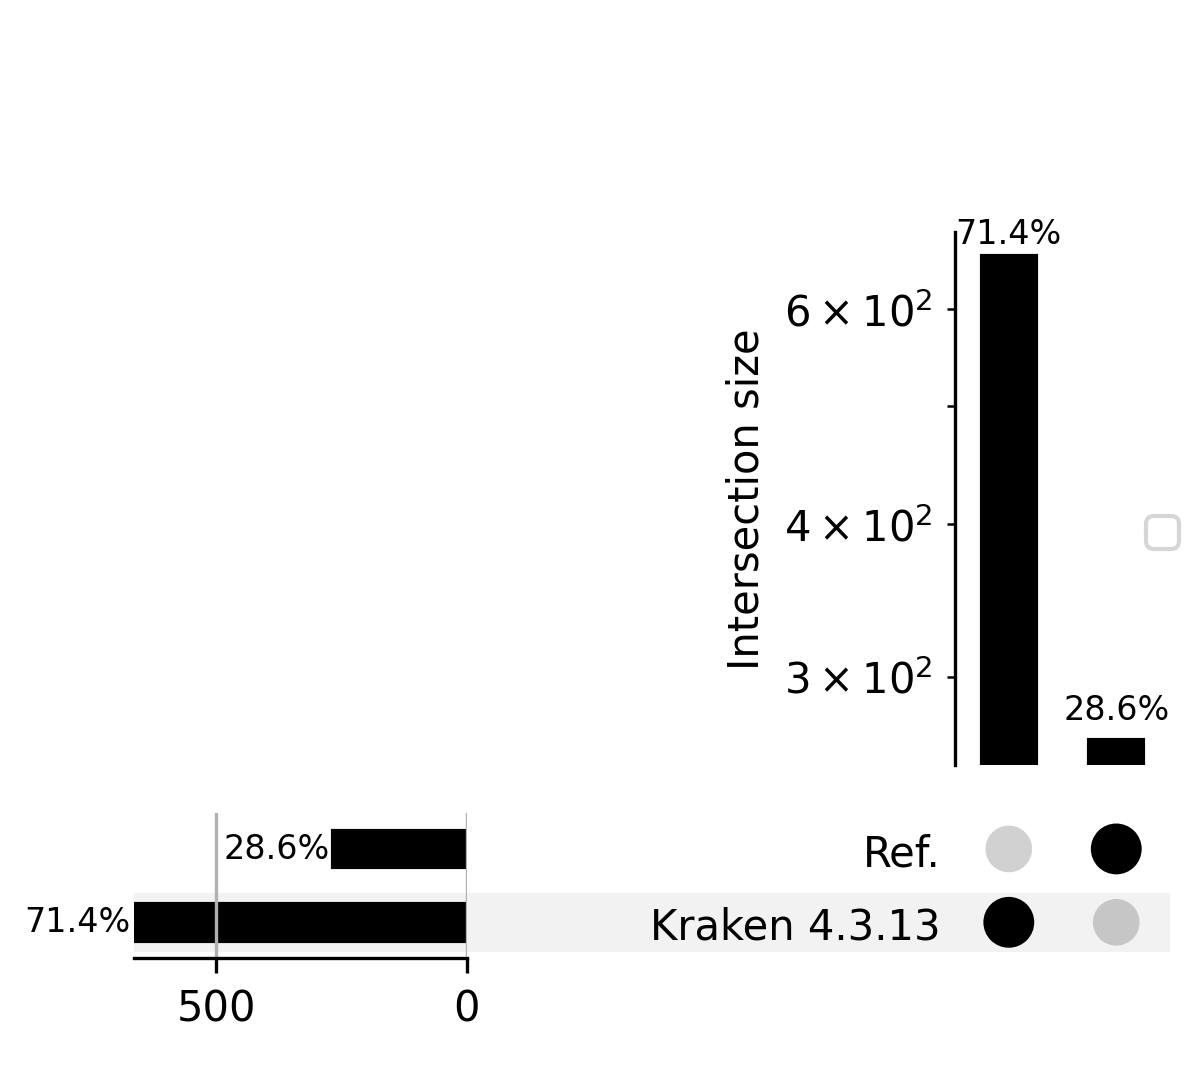 71.4%
6 × 10²
Intersection size
4 × 10²
3 × 10²
28.6%
28.6%
Ref.
71.4%
Kraken 4.3.13
500
0